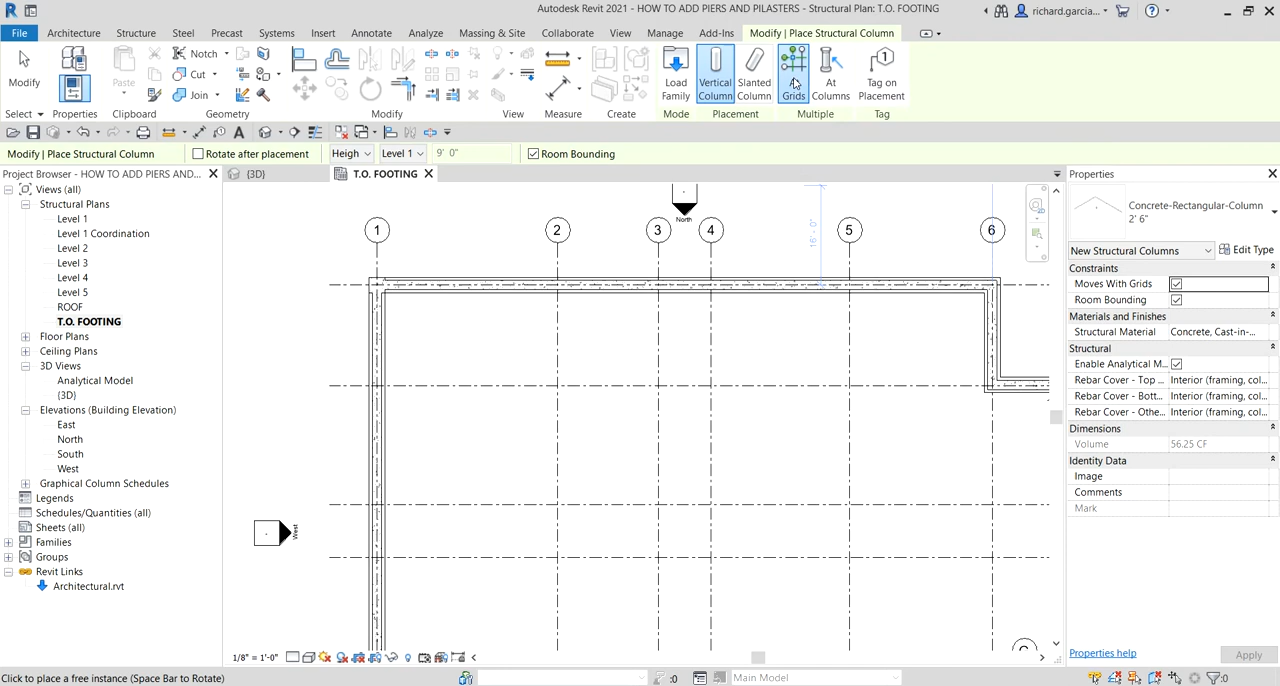 Autodesk Revit 2021 - HOW TO ADD PIERS AND PILASTERS - Structural Plan: T.O. FOOTING
richard.garcia...
File Architecture Structure Steel Precast Systems Insert Annotate Analyze Massing & Site Collaborate View Manage Add-Ins Modify | Place Structural Column
Modify
Paste
Notch
Cut
Join
Load Family
Vertical Column
Slanted Column
At Grids
At Columns
Tag on Placement
Select Properties Clipboard Geometry Modify View Measure Create Mode Placement Multiple Tag
Modify | Place Structural Column
Rotate after placement
Heigh
Level 1
9' 0"
Room Bounding
Project Browser - HOW TO ADD PIERS AND...
{3D}
T.O. FOOTING
Views (all)
Structural Plans
Level 1
Level 1 Coordination
Level 2
Level 3
Level 4
Level 5
ROOF
T.O. FOOTING
Floor Plans
Ceiling Plans
3D Views
Analytical Model
{3D}
Elevations (Building Elevation)
East
North
South
West
Graphical Column Schedules
Legends
Schedules/Quantities (all)
Sheets (all)
Families
Groups
Revit Links
Architectural.rvt
North
16' - 0"
1 2 3 4 5 6
West
C
1/8" = 1'-0"
Properties
Concrete-Rectangular-Column
2' 6"
New Structural Columns
Edit Type
Constraints
Moves With Grids
Room Bounding
Materials and Finishes
Structural Material Concrete, Cast-in-...
Structural
Enable Analytical M...
Rebar Cover - Top ... Interior (framing, col...
Rebar Cover - Bott... Interior (framing, col...
Rebar Cover - Othe... Interior (framing, col...
Dimensions
Volume 56.25 CF
Identity Data
Image
Comments
Mark
Properties help
Apply
Click to place a free instance (Space Bar to Rotate)
:0
Main Model
:0